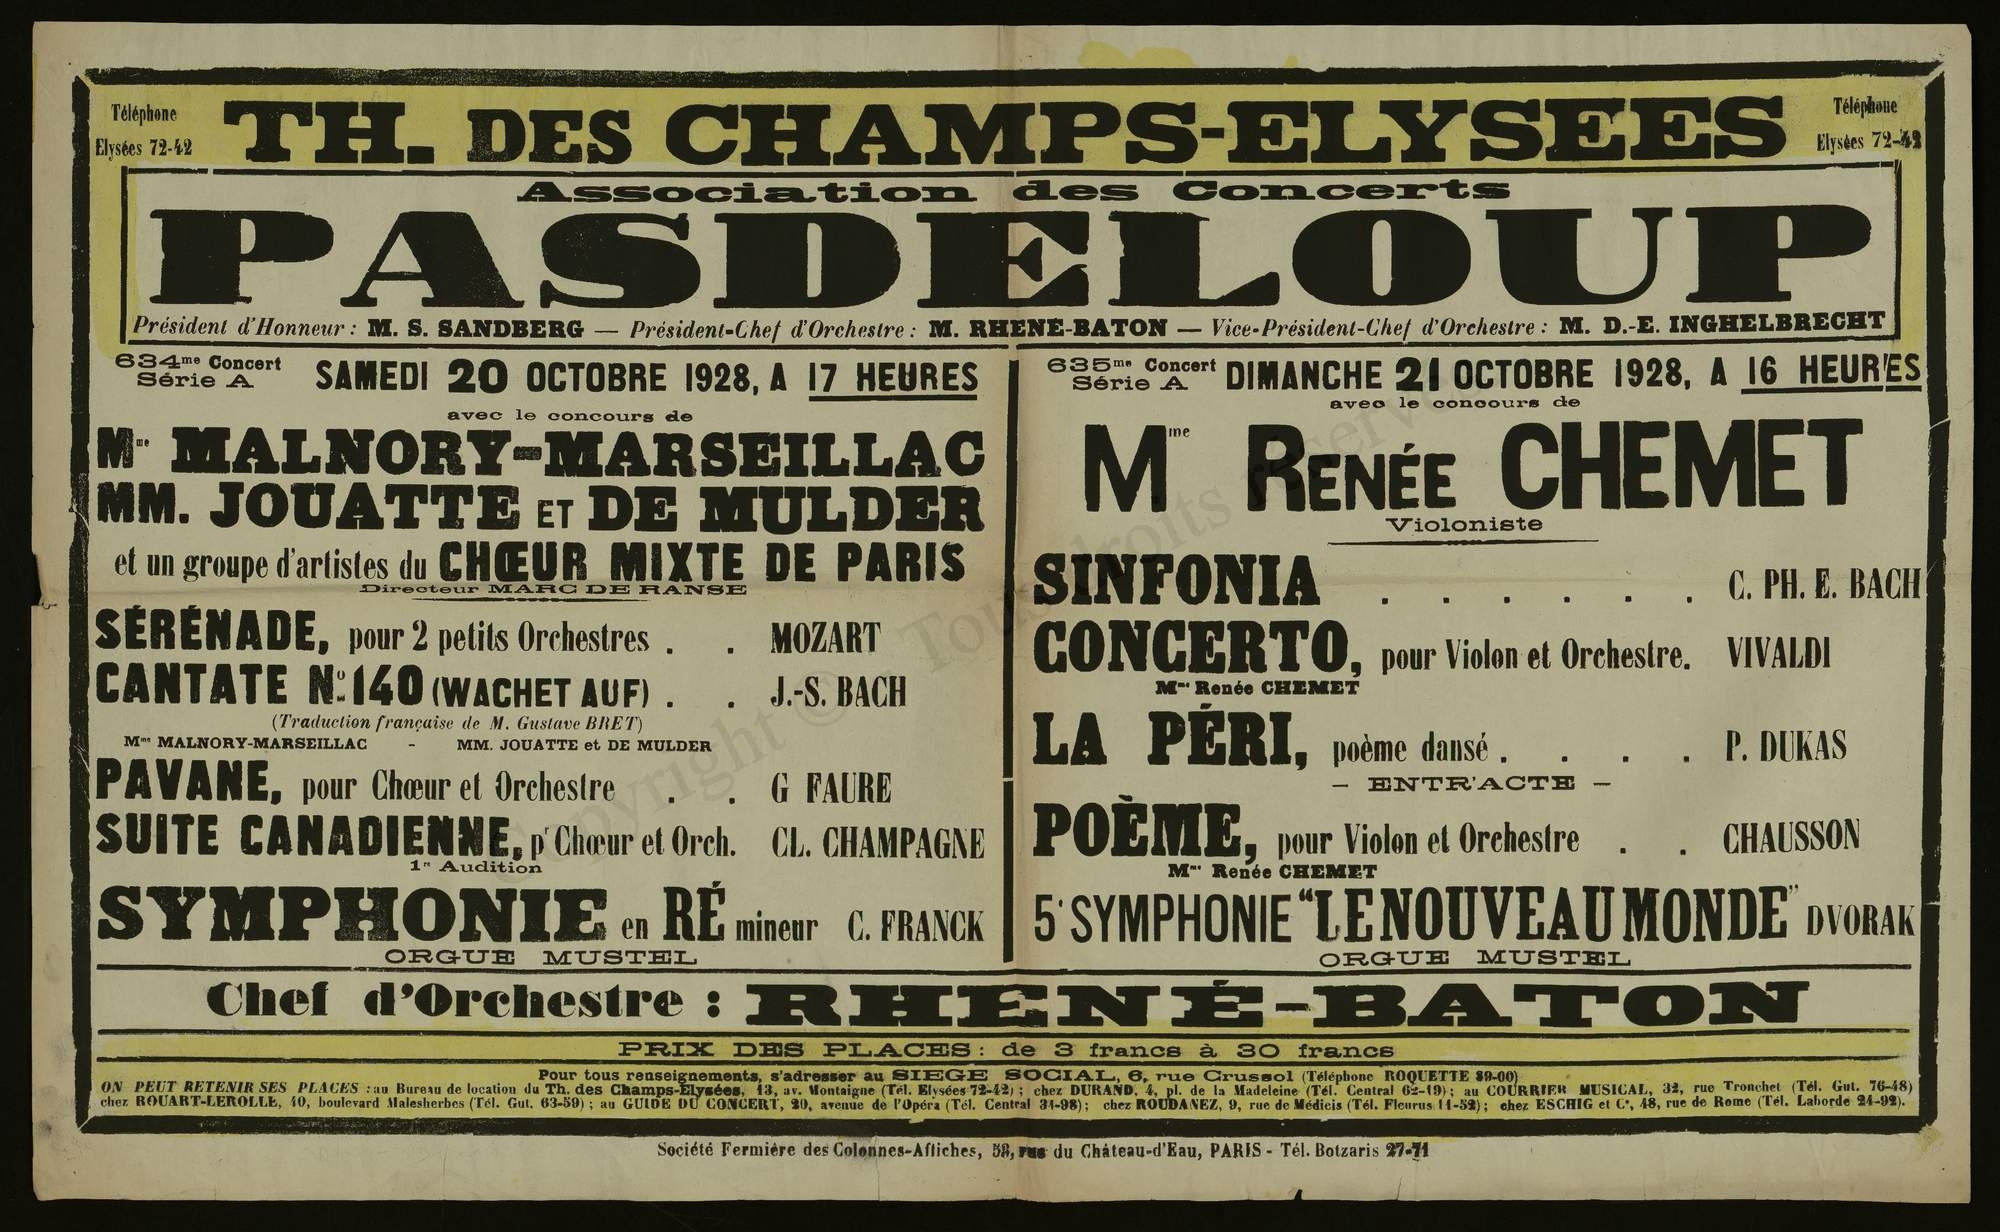 Téléphone
Elysées 72-42
TH. DES CHAMPS-ELYSEES
Téléphone
Elysées 72-42
Association des Concerts
PASDELOUP
Président d'Honneur : M. S. SANDBERG — Président-Chef d'Orchestre : M. RHENÉ-BATON — Vice-Président-Chef d'Orchestre : M. D.-E. INGHELBRECHT
634me Concert
Série A
SAMEDI 20 OCTOBRE 1928, A 17 HEURES
avec le concours de
Mme MALNORY-MARSEILLAC
MM. JOUATTE ET DE MULDER
et un groupe d'artistes du CHŒUR MIXTE DE PARIS
Directeur MARC DE RANSE
SÉRÉNADE, pour 2 petits Orchestres . . MOZART
CANTATE No 140 (WACHET AUF) . . J.-S. BACH
(Traduction française de M. Gustave BRET)
Mme MALNORY-MARSEILLAC - MM. JOUATTE et DE MULDER
PAVANE, pour Chœur et Orchestre . . G FAURE
SUITE CANADIENNE, pr Chœur et Orch. CL. CHAMPAGNE
1re Audition
SYMPHONIE en RÉ mineur C. FRANCK
ORGUE MUSTEL
635me Concert
Série A
DIMANCHE 21 OCTOBRE 1928, A 16 HEURES
avec le concours de
Mme RENÉE CHEMET
Violoniste
SINFONIA . . . . . . C. PH. E. BACH
CONCERTO, pour Violon et Orchestre. VIVALDI
Mme Renée CHEMET
LA PÉRI, poème dansé . . . . P. DUKAS
— ENTR'ACTE —
POÈME, pour Violon et Orchestre . . CHAUSSON
Mme Renée CHEMET
5e SYMPHONIE "LE NOUVEAU MONDE" DVORAK
ORGUE MUSTEL
Chef d'Orchestre : RHENÉ-BATON
PRIX DES PLACES : de 3 francs à 30 francs
Pour tous renseignements, s'adresser au SIEGE SOCIAL, 6, rue Crussol (Téléphone ROQUETTE 89-00)
ON PEUT RETENIR SES PLACES : au Bureau de location du Th. des Champs-Elysées, 13, av. Montaigne (Tél. Elysées 72-42) ; chez DURAND, 4, pl. de la Madeleine (Tél. Central 62-19) ; au COURRIER MUSICAL, 32, rue Tronchet (Tél. Gut. 76-48)
chez ROUART-LEROLLE, 40, boulevard Malesherbes (Tél. Gut. 63-59) ; au GUIDE DU CONCERT, 20, avenue de l'Opéra (Tél. Central 34-98) ; chez ROUDANEZ, 9, rue de Médicis (Tél. Fleurus 11-52) ; chez ESCHIG et Ce, 48, rue de Rome (Tél. Laborde 24-92).
Société Fermière des Colonnes-Affiches, 58, rue du Château-d'Eau, PARIS - Tél. Botzaris 27-71
Copyright © - Tous droits réservés